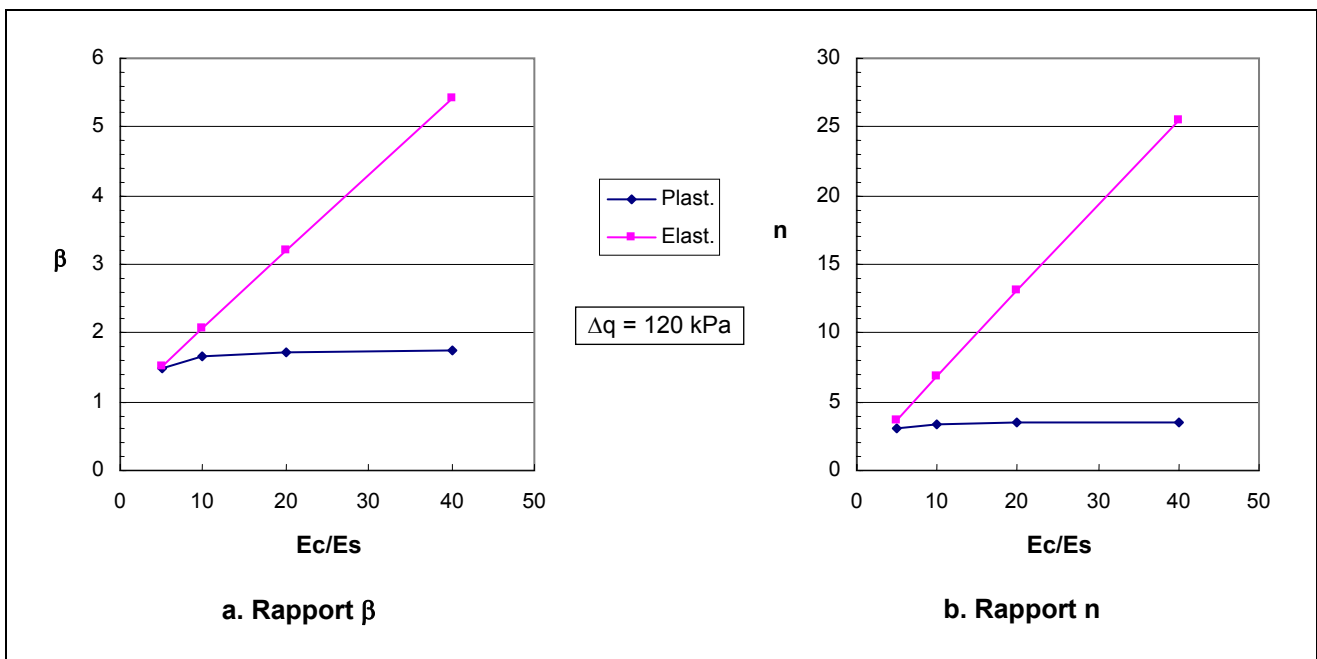 6
5
4
3
2
1
0
β
0 10 20 30 40 50
Ec/Es
a. Rapport β
Plast.
Elast.
Δq = 120 kPa
30
25
20
15
10
5
0
n
0 10 20 30 40 50
Ec/Es
b. Rapport n